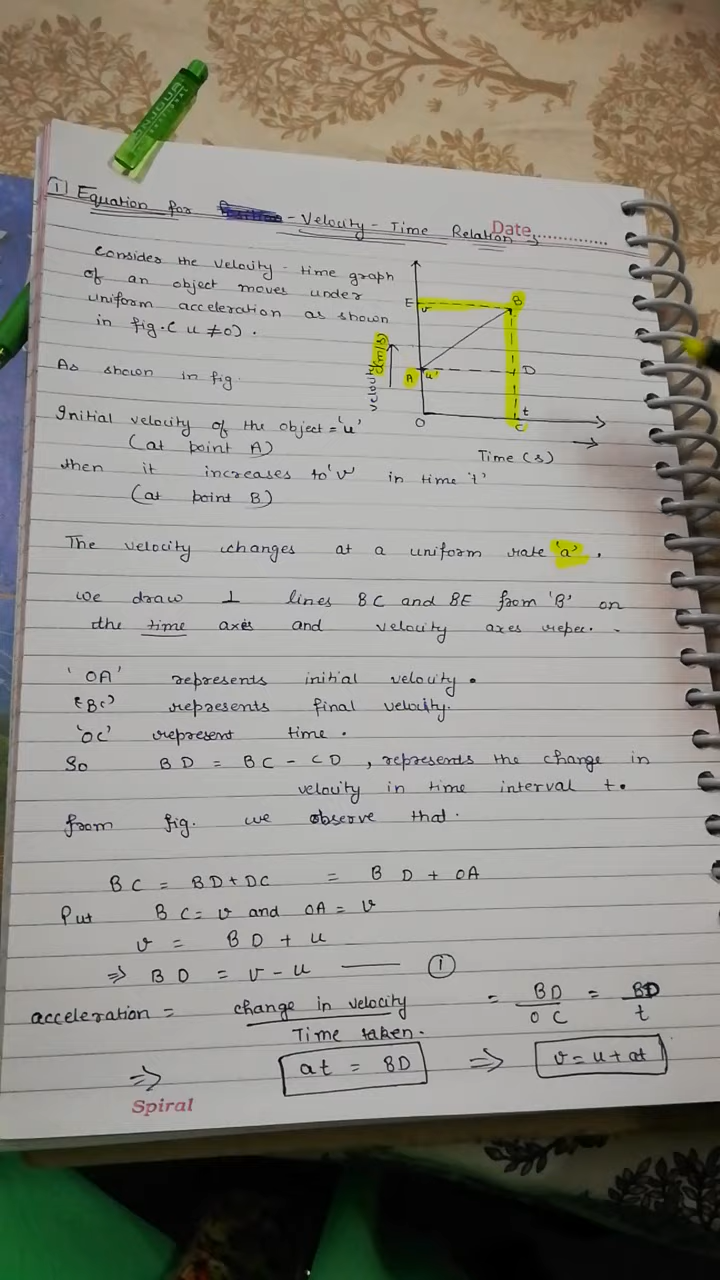 ① Equation for - Velocity - Time Relation
Date..............
Consider the velocity - time graph
of an object moves under
uniform acceleration as shown
in fig. ( u ≠ 0 ) .
E
v
B
velocity (m/s)
A
u
D
O
t
C
Time (s)
As shown in fig.
Initial velocity of the object = 'u'
(at point A)
then it increases to 'v' in time 't'
(at point B)
The velocity changes at a uniform rate 'a' .
We draw ⊥ lines BC and BE from 'B' on
the time axis and velocity axes repec. -
'OA' represents initial velocity.
'BC' represents final velocity.
'OC' represent time .
So BD = BC - CD , represents the change in
velocity in time interval t.
from fig. we observe that .
BC = BD + DC = BD + OA
Put BC = v and OA = v
v = BD + u
⇒ BD = v - u —— ①
acceleration = change in velocity / Time taken. = BD / OC = BD / t
⇒ at = BD ⇒ v = u + at
Spiral